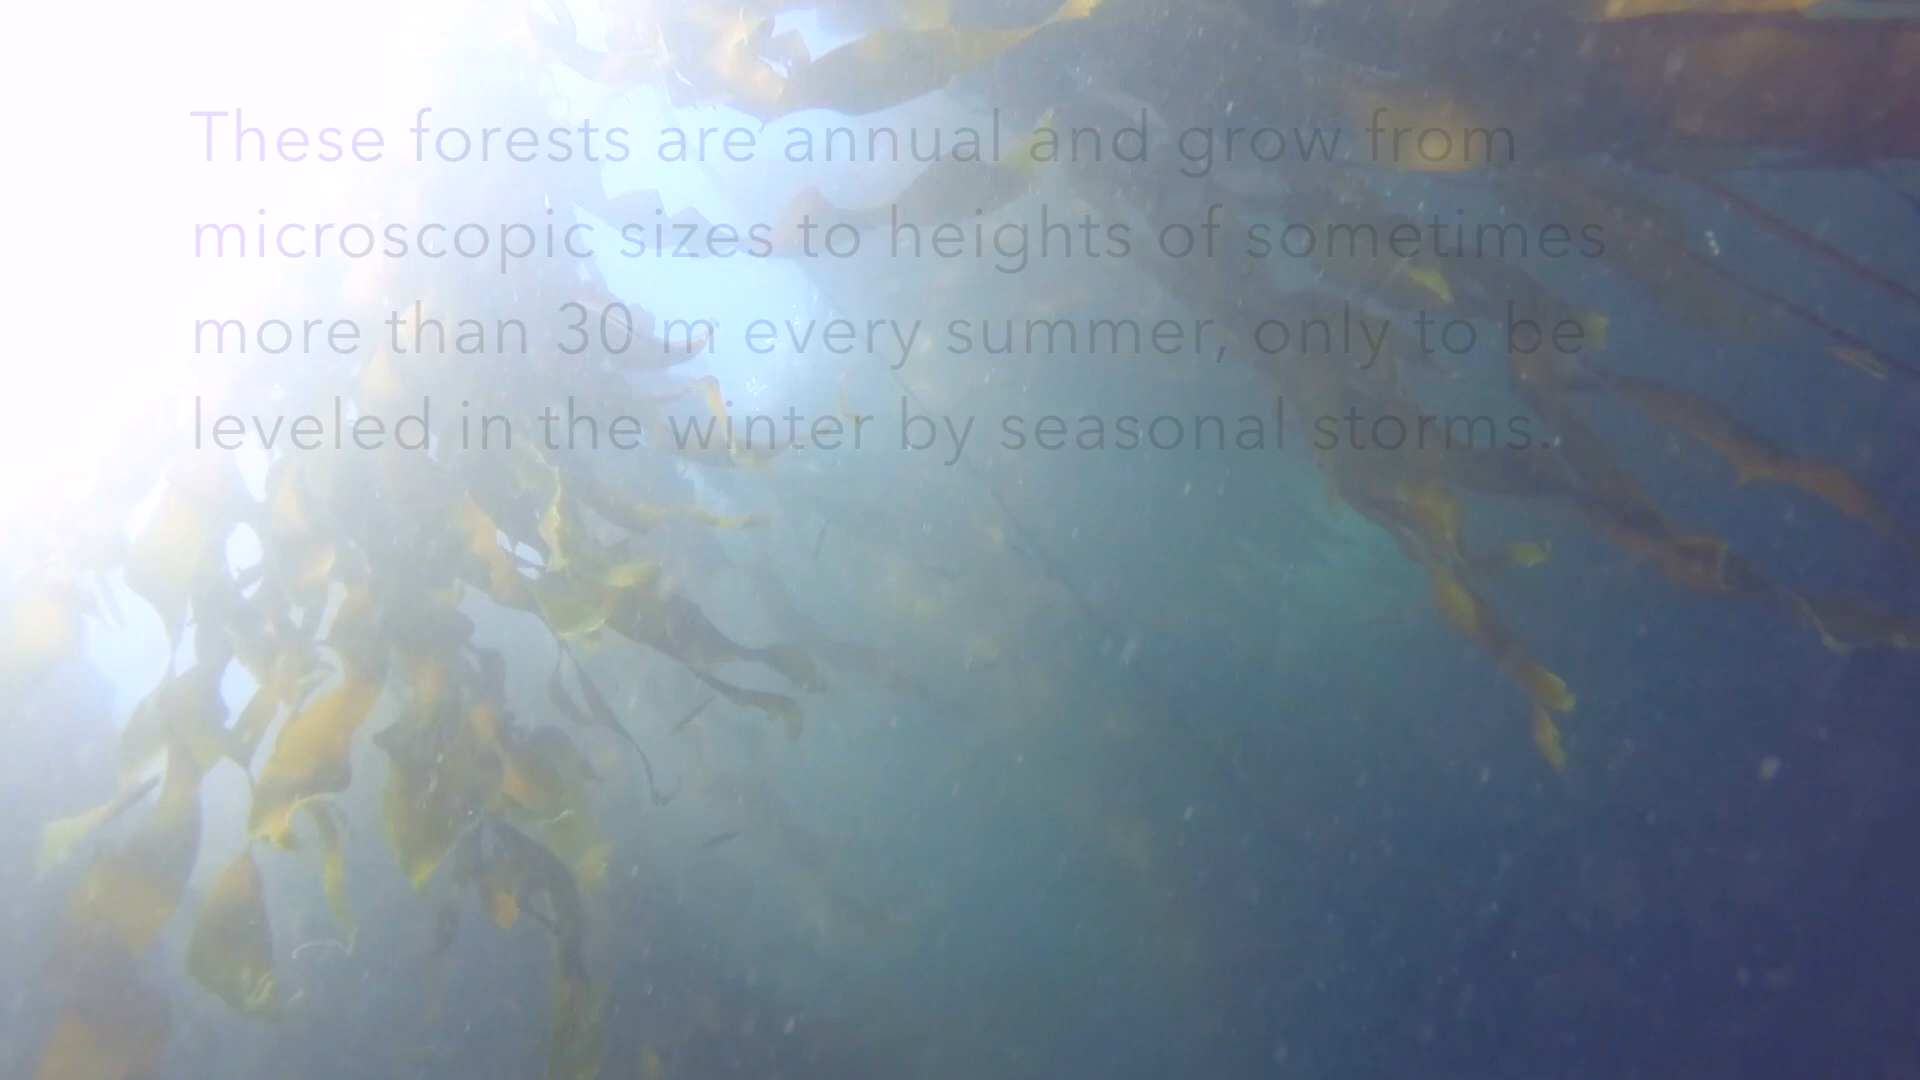 These forests are annual and grow from
microscopic sizes to heights of sometimes
more than 30 m every summer, only to be
leveled in the winter by seasonal storms.